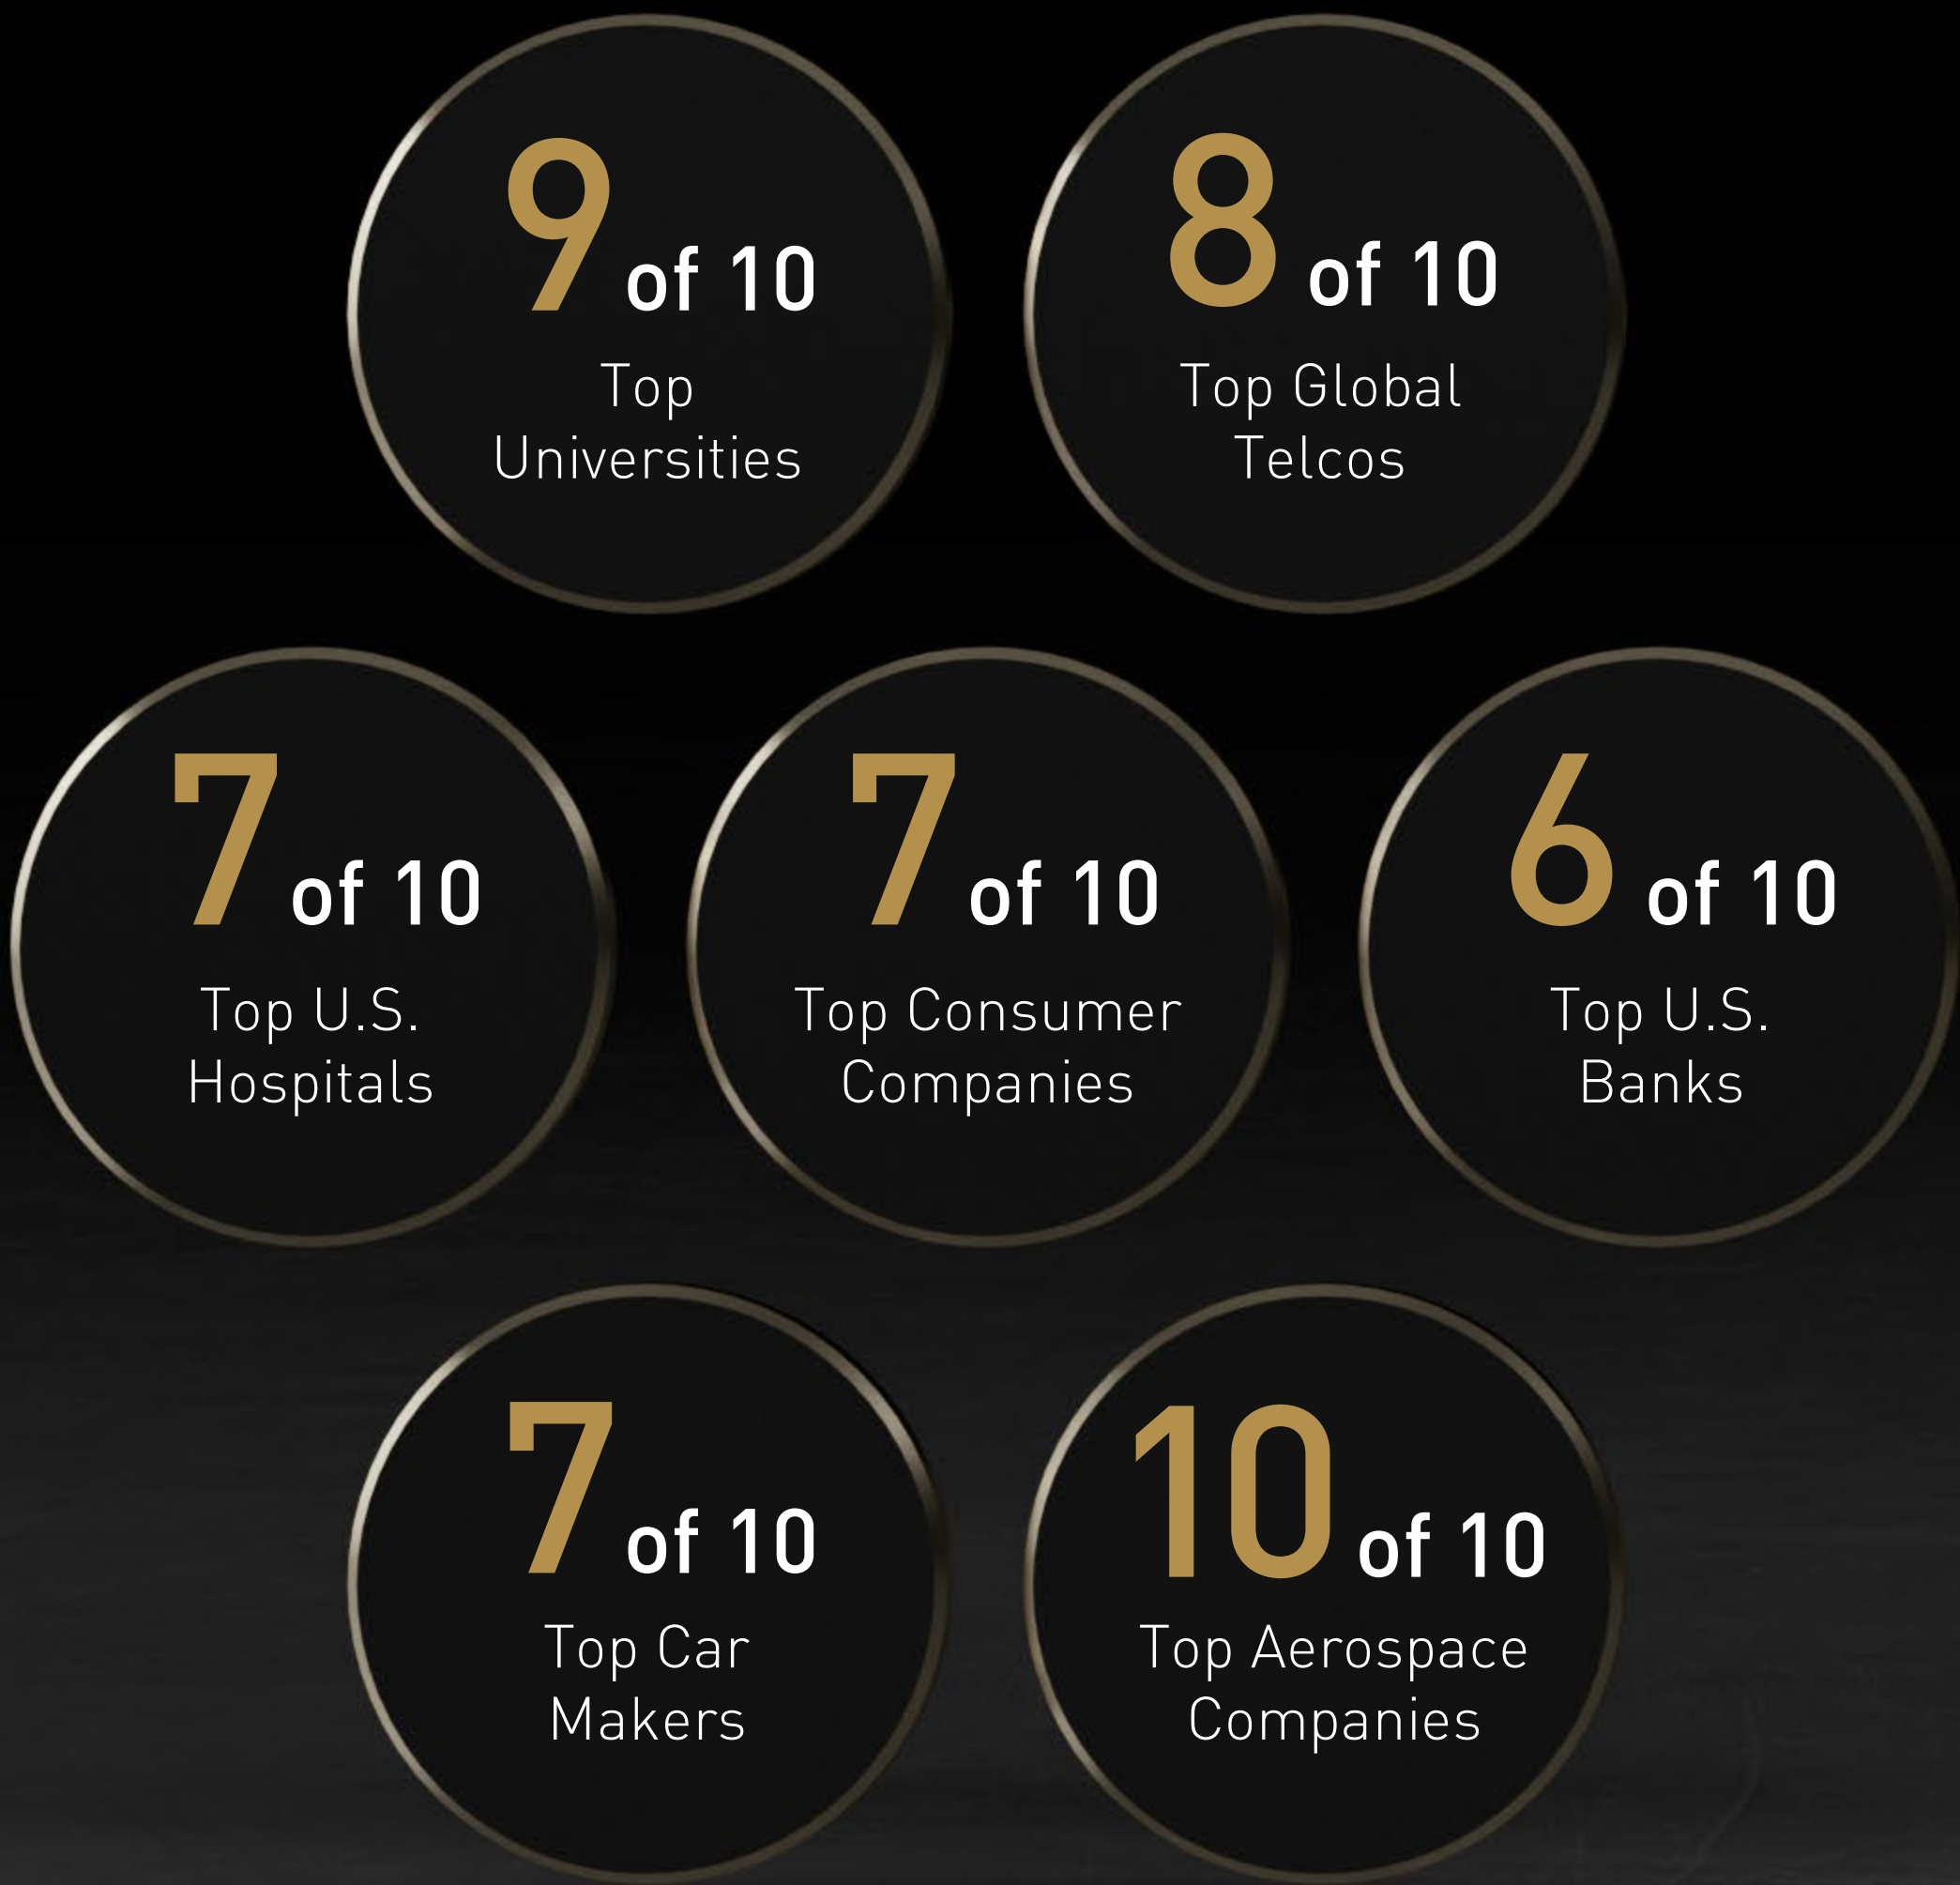 9 of 10
Top
Universities
8 of 10
Top Global
Telcos
7 of 10
Top U.S.
Hospitals
7 of 10
Top Consumer
Companies
6 of 10
Top U.S.
Banks
7 of 10
Top Car
Makers
10 of 10
Top Aerospace
Companies